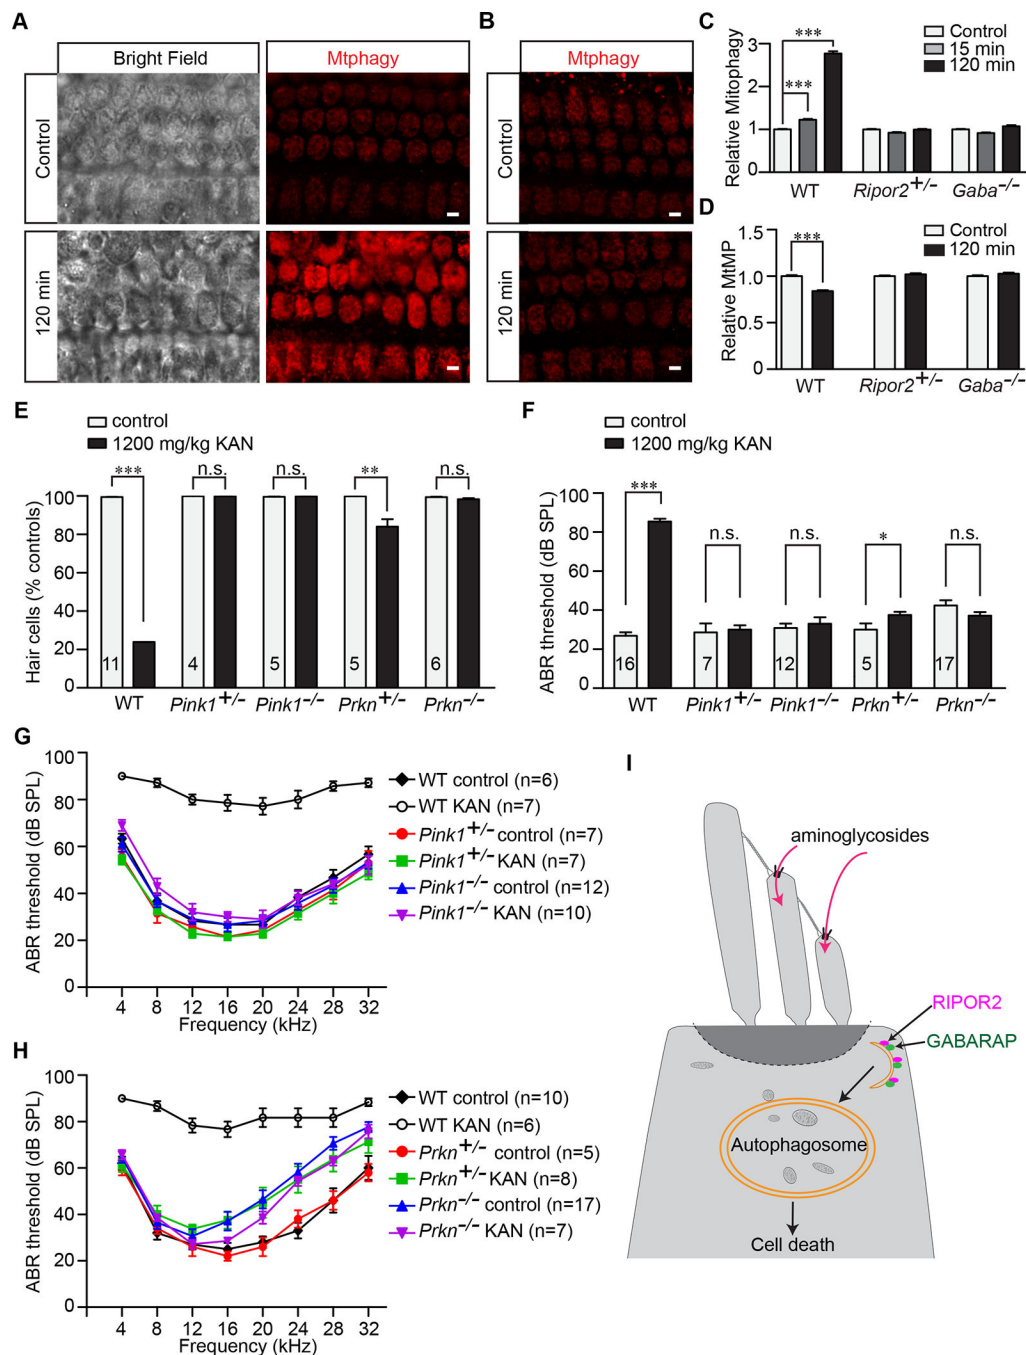 A
Bright Field
Mtphagy
Control
120 min
B
Mtphagy
Control
120 min
C
Control
15 min
120 min
Relative Mitophagy
3
2
1
0
***
***
WT
Ripor2+/-
Gaba-/-
D
Control
120 min
Relative MtMP
1.5
1.0
0.5
0
***
WT
Ripor2+/-
Gaba-/-
E
control
1200 mg/kg KAN
Hair cells (% controls)
100
80
60
40
20
0
***
n.s.
n.s.
**
n.s.
11
4
5
5
6
WT
Pink1+/-
Pink1-/-
Prkn+/-
Prkn-/-
F
control
1200 mg/kg KAN
ABR threshold (dB SPL)
100
80
60
40
20
0
***
n.s.
n.s.
*
n.s.
16
7
12
5
17
WT
Pink1+/-
Pink1-/-
Prkn+/-
Prkn-/-
G
ABR threshold (dB SPL)
100
80
60
40
20
0
4 8 12 16 20 24 28 32
Frequency (kHz)
WT control (n=6)
WT KAN (n=7)
Pink1+/- control (n=7)
Pink1+/- KAN (n=7)
Pink1-/- control (n=12)
Pink1-/- KAN (n=10)
H
ABR threshold (dB SPL)
100
80
60
40
20
0
4 8 12 16 20 24 28 32
Frequency (kHz)
WT control (n=10)
WT KAN (n=6)
Prkn+/- control (n=5)
Prkn+/- KAN (n=8)
Prkn-/- control (n=17)
Prkn-/- KAN (n=7)
I
aminoglycosides
RIPOR2
GABARAP
Autophagosome
Cell death